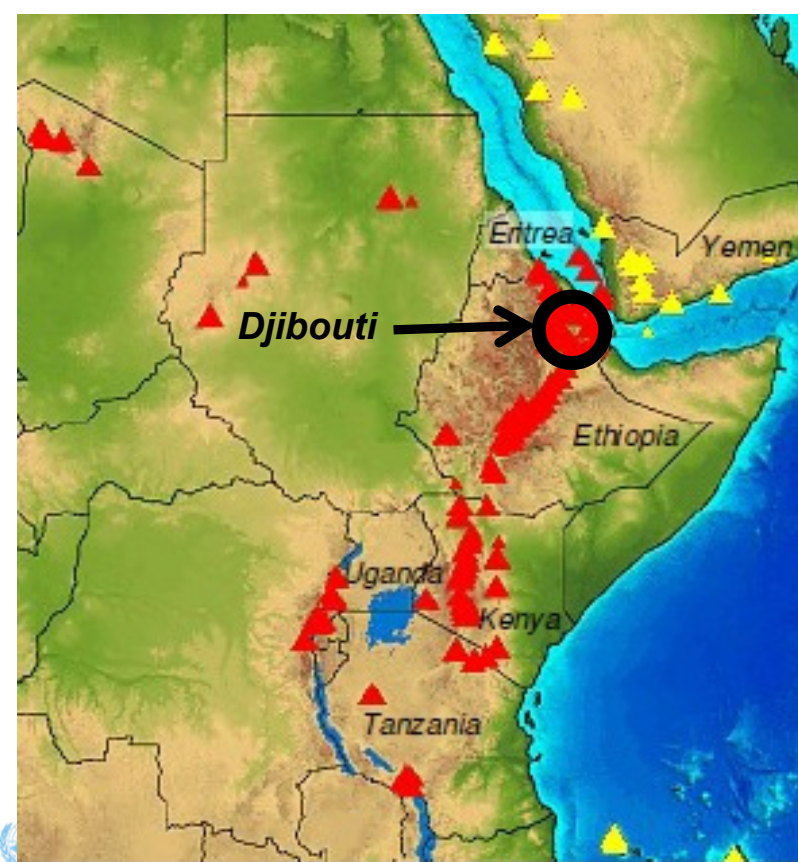 Eritrea
Yemen
Djibouti
Ethiopia
Uganda
Kenya
Tanzania